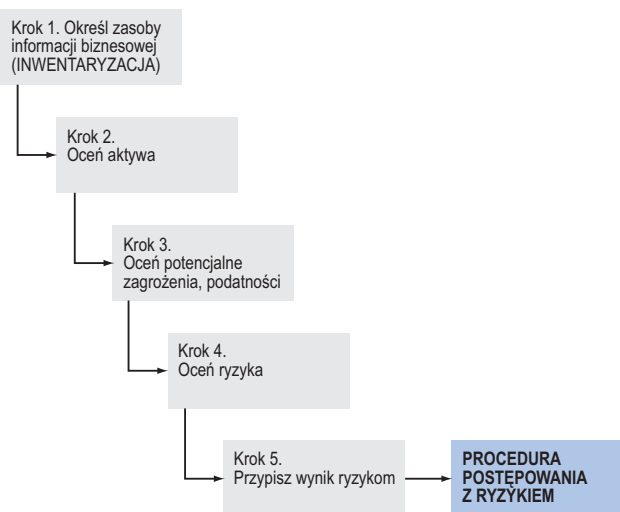 Krok 1. Określ zasoby
informacji biznesowej
(INWENTARYZACJA)
Krok 2.
Oceń aktywa
Krok 3.
Oceń potencjalne
zagrożenia, podatności
Krok 4.
Oceń ryzyka
Krok 5.
Przypisz wynik ryzykom
PROCEDURA
POSTĘPOWANIA
Z RYZYKIEM